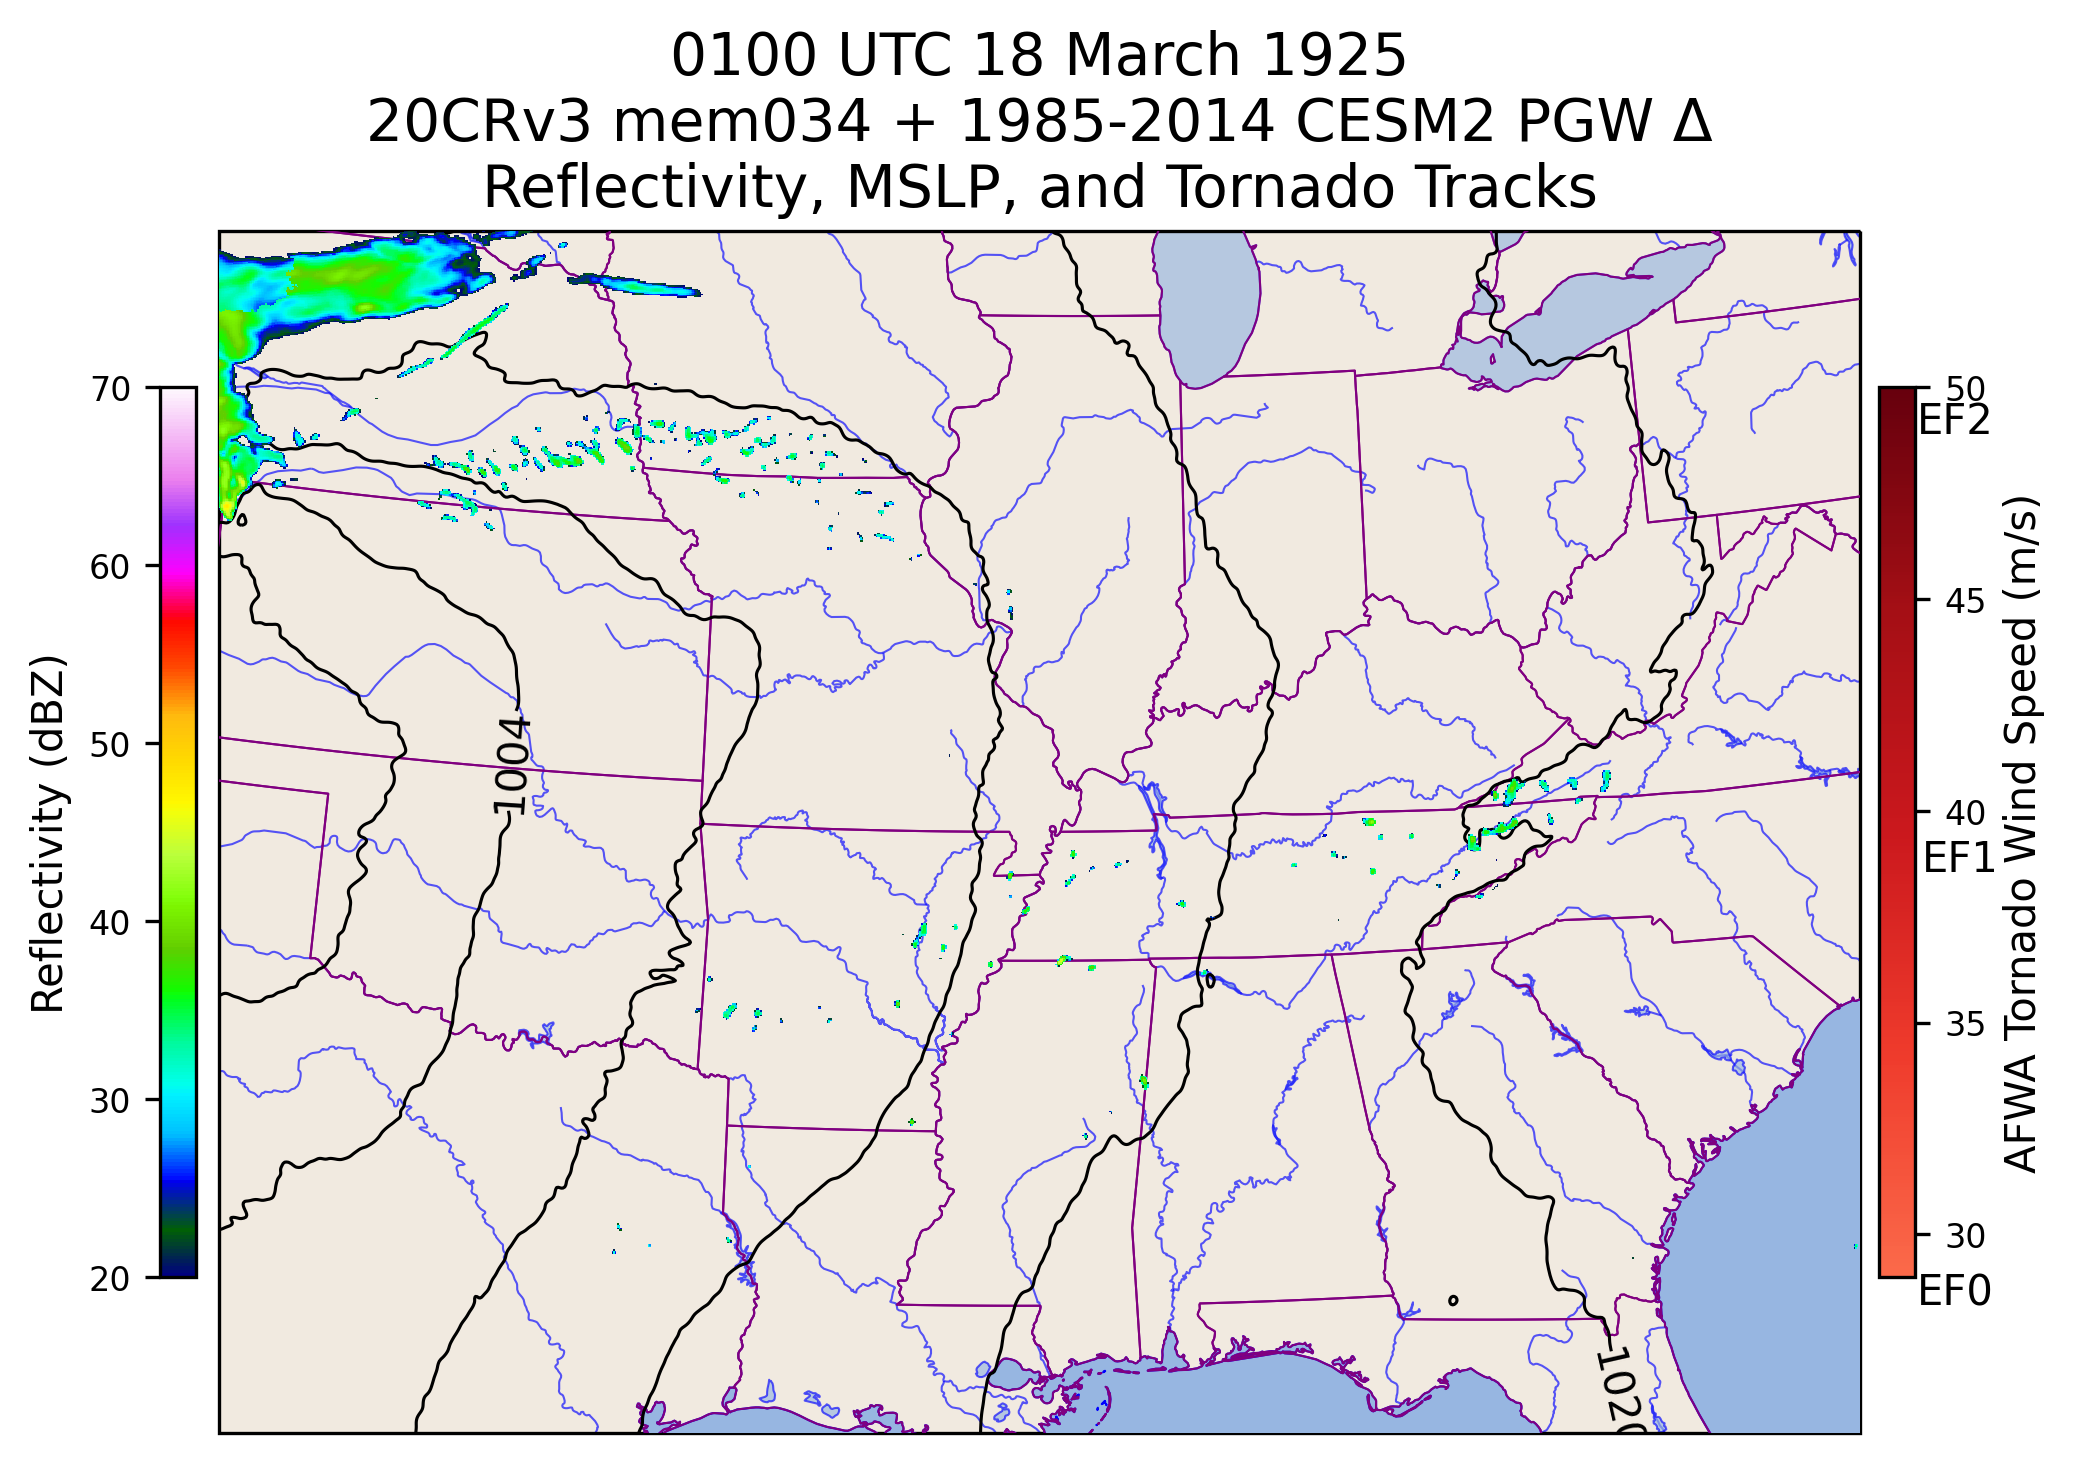 0100 UTC 18 March 1925
20CRv3 mem034 + 1985-2014 CESM2 PGW Δ
Reflectivity, MSLP, and Tornado Tracks
70
60
50
40
30
20
Reflectivity (dBZ)
1004
1020
50
EF2
45
40
EF1
35
30
EF0
AFWA Tornado Wind Speed (m/s)